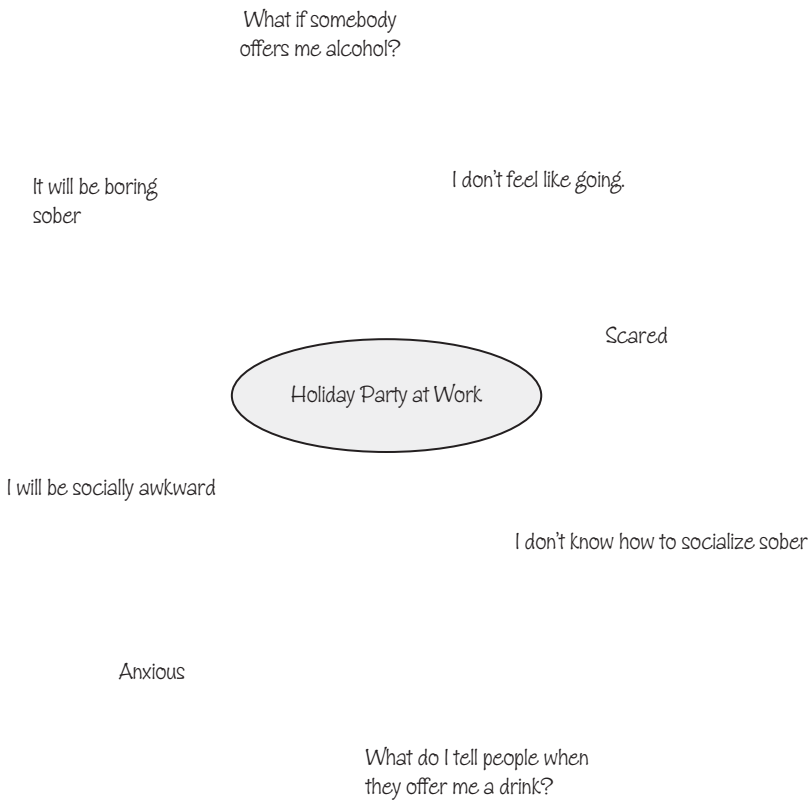 What if somebody
offers me alcohol?
It will be boring
sober
I don't feel like going.
Scared
Holiday Party at Work
I will be socially awkward
I don't know how to socialize sober
Anxious
What do I tell people when
they offer me a drink?